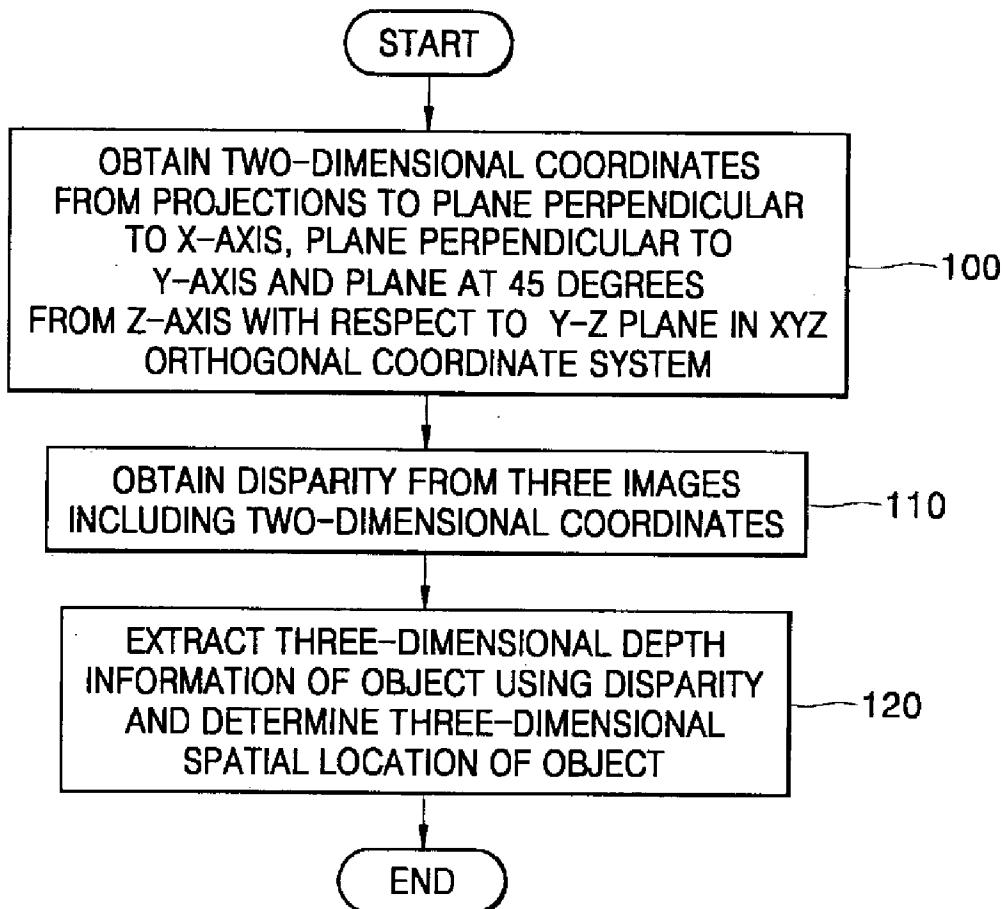 START
OBTAIN TWO-DIMENSIONAL COORDINATES
FROM PROJECTIONS TO PLANE PERPENDICULAR
TO X-AXIS, PLANE PERPENDICULAR TO
Y-AXIS AND PLANE AT 45 DEGREES
FROM Z-AXIS WITH RESPECT TO Y-Z PLANE IN XYZ
ORTHOGONAL COORDINATE SYSTEM
100
OBTAIN DISPARITY FROM THREE IMAGES
INCLUDING TWO-DIMENSIONAL COORDINATES
110
EXTRACT THREE-DIMENSIONAL DEPTH
INFORMATION OF OBJECT USING DISPARITY
AND DETERMINE THREE-DIMENSIONAL
SPATIAL LOCATION OF OBJECT
120
END